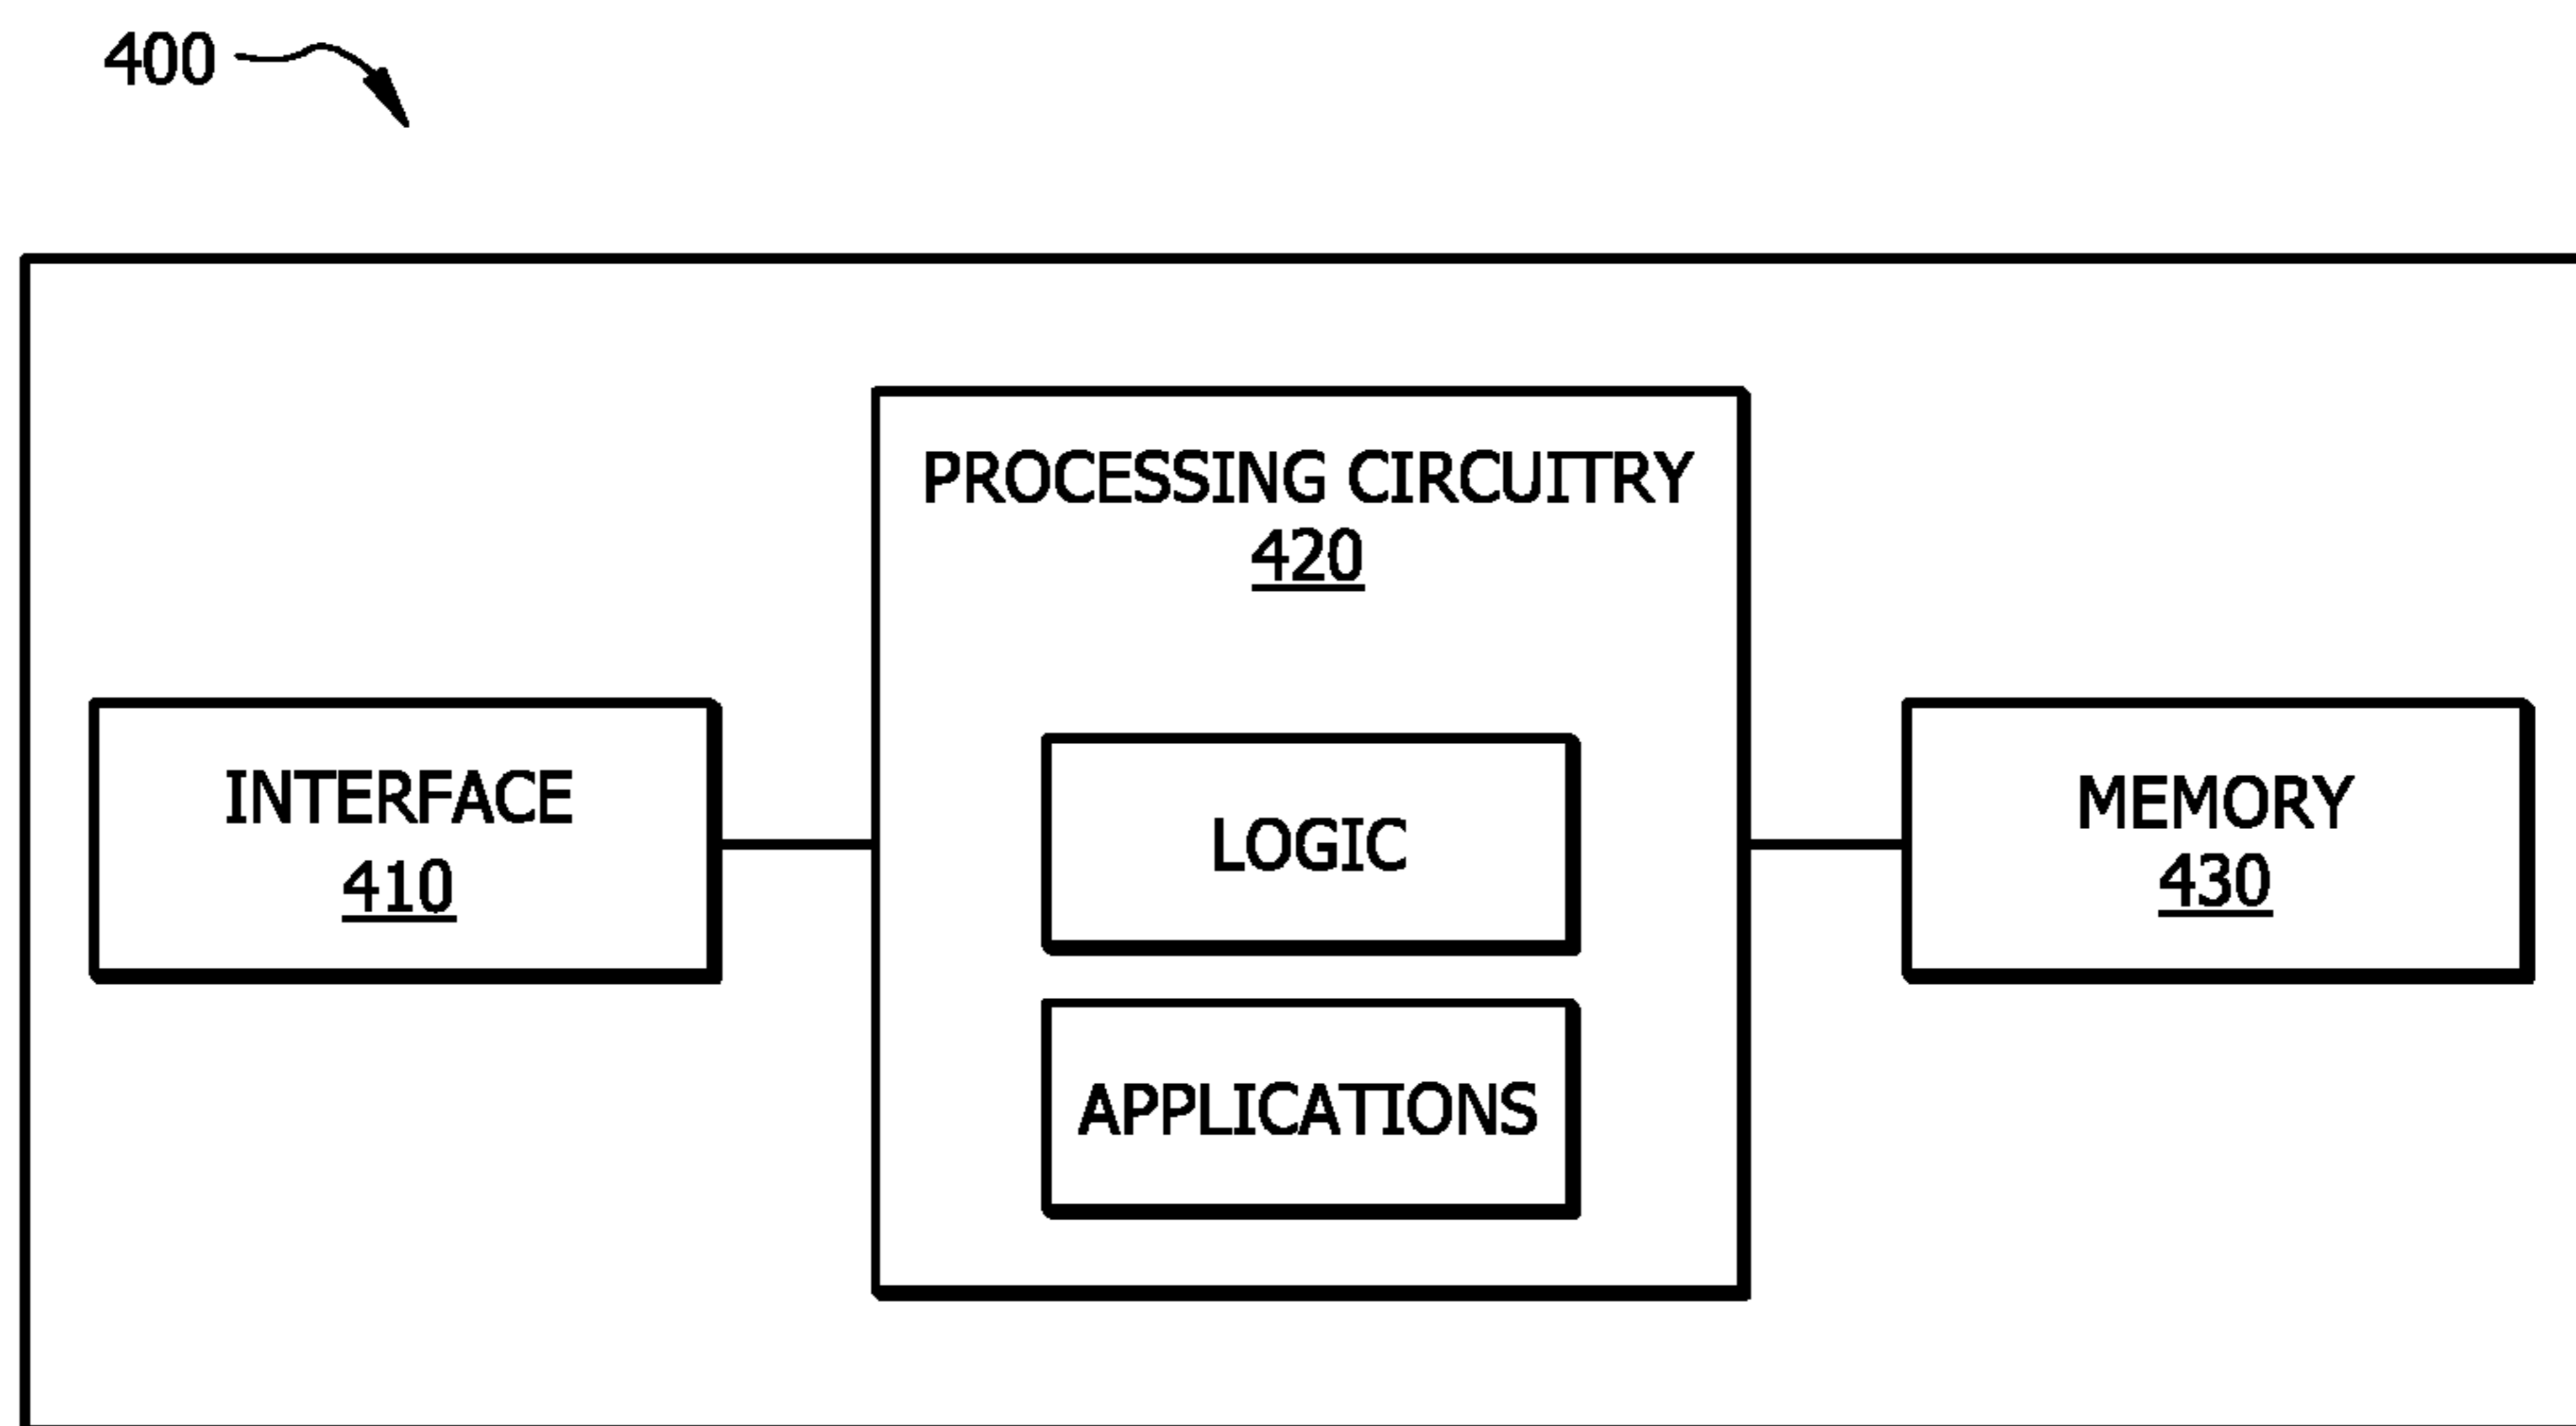 400
PROCESSING CIRCUITRY
420
INTERFACE
410
LOGIC
APPLICATIONS
MEMORY
430